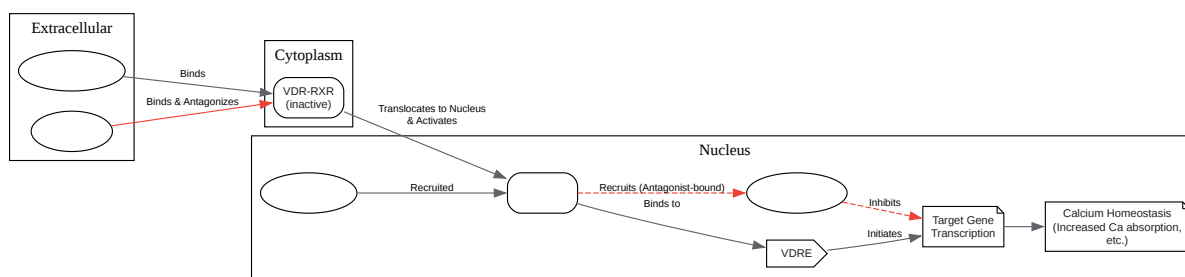 Extracellular
Cytoplasm
Binds
VDR-RXR
(inactive)
Binds & Antagonizes
Translocates to Nucleus
& Activates
Nucleus
Recruited
Recruits (Antagonist-bound)
Binds to
Inhibits
Target Gene
Transcription
Calcium Homeostasis
(Increased Ca absorption,
etc.)
Initiates
VDRE